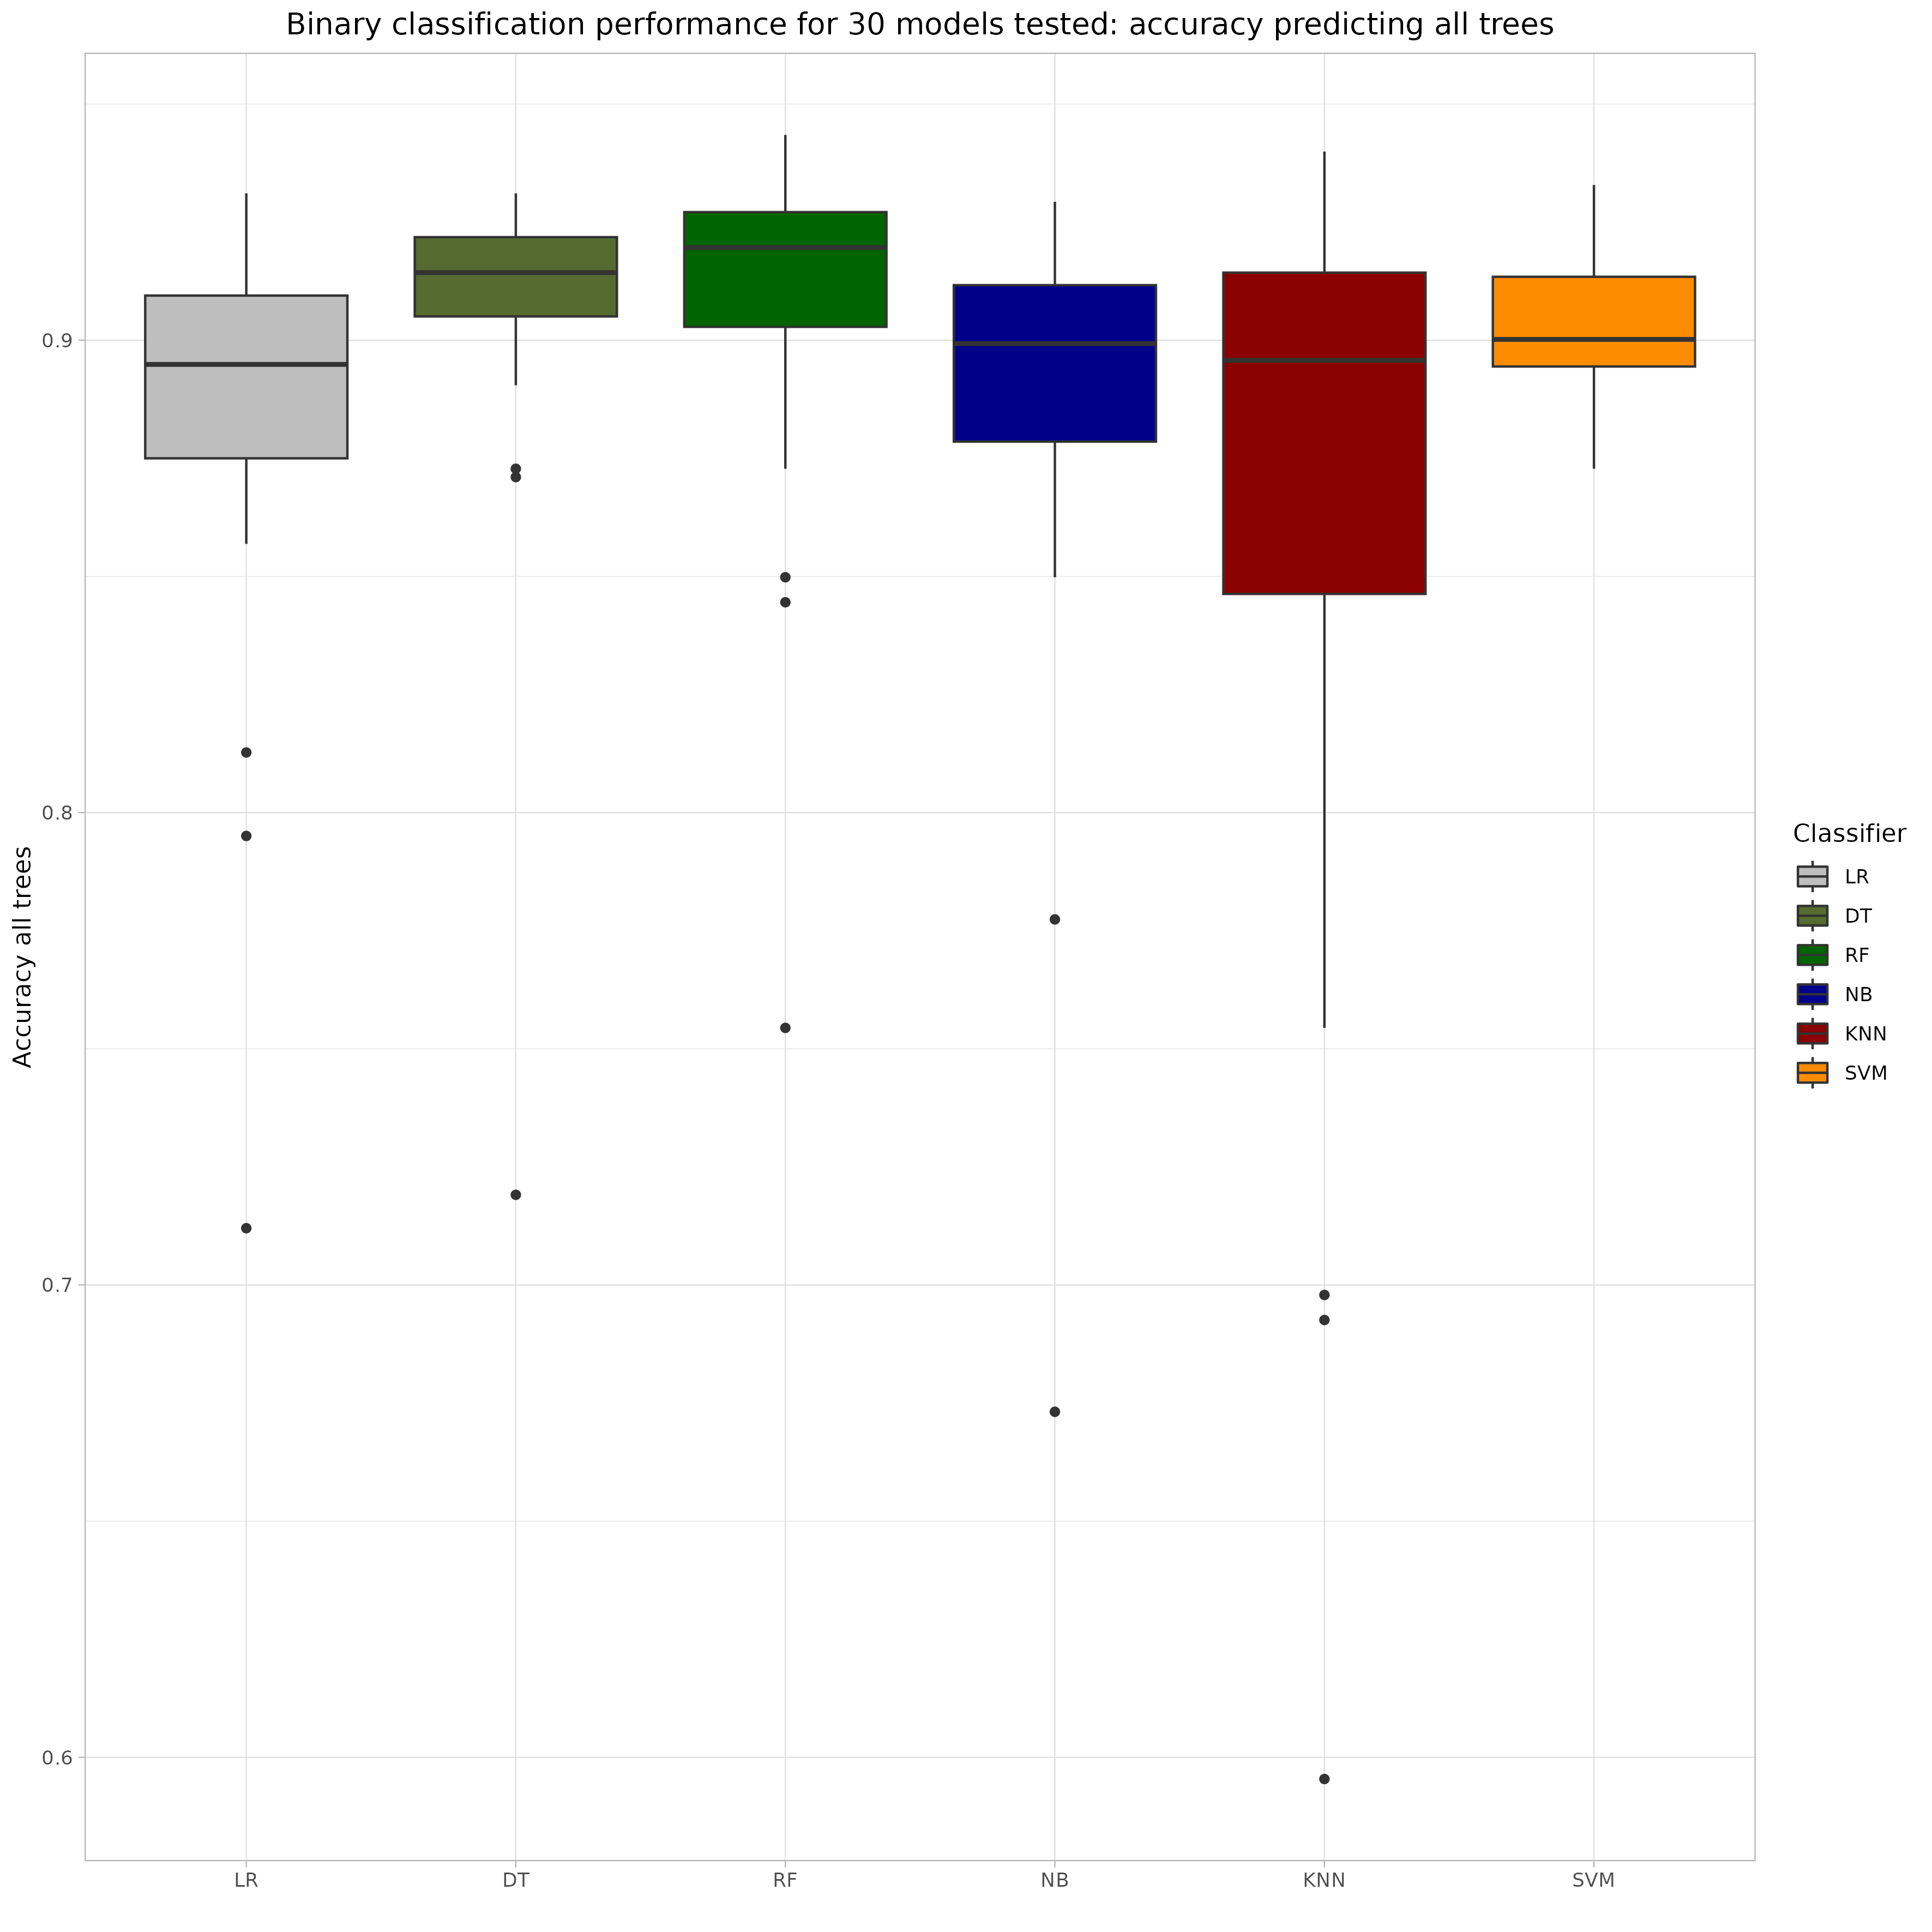 Binary classification performance for 30 models tested: accuracy predicting all trees
Accuracy all trees
0.9
0.8
0.7
0.6
LR
DT
RF
NB
KNN
SVM
Classifier
LR
DT
RF
NB
KNN
SVM